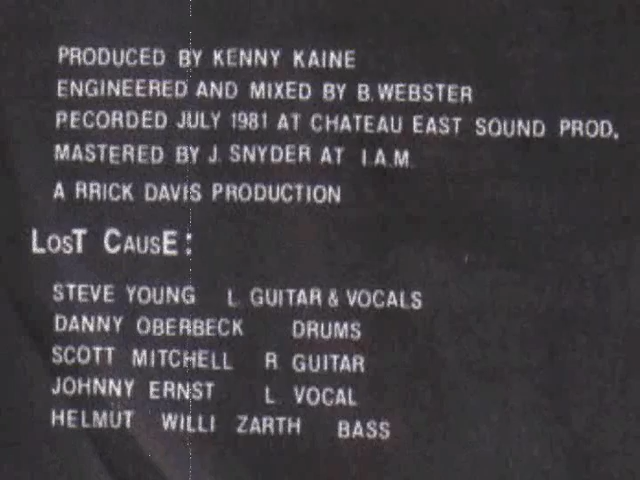 PRODUCED BY KENNY KAINE
ENGINEERED AND MIXED BY B. WEBSTER
RECORDED JULY 1981 AT CHATEAU EAST SOUND PROD.
MASTERED BY J. SNYDER AT I.A.M.
A RRICK DAVIS PRODUCTION
LOST CAUSE:
STEVE YOUNG L. GUITAR & VOCALS
DANNY OBERBECK DRUMS
SCOTT MITCHELL R. GUITAR
JOHNNY ERNST L. VOCAL
HELMUT WILLI ZARTH BASS